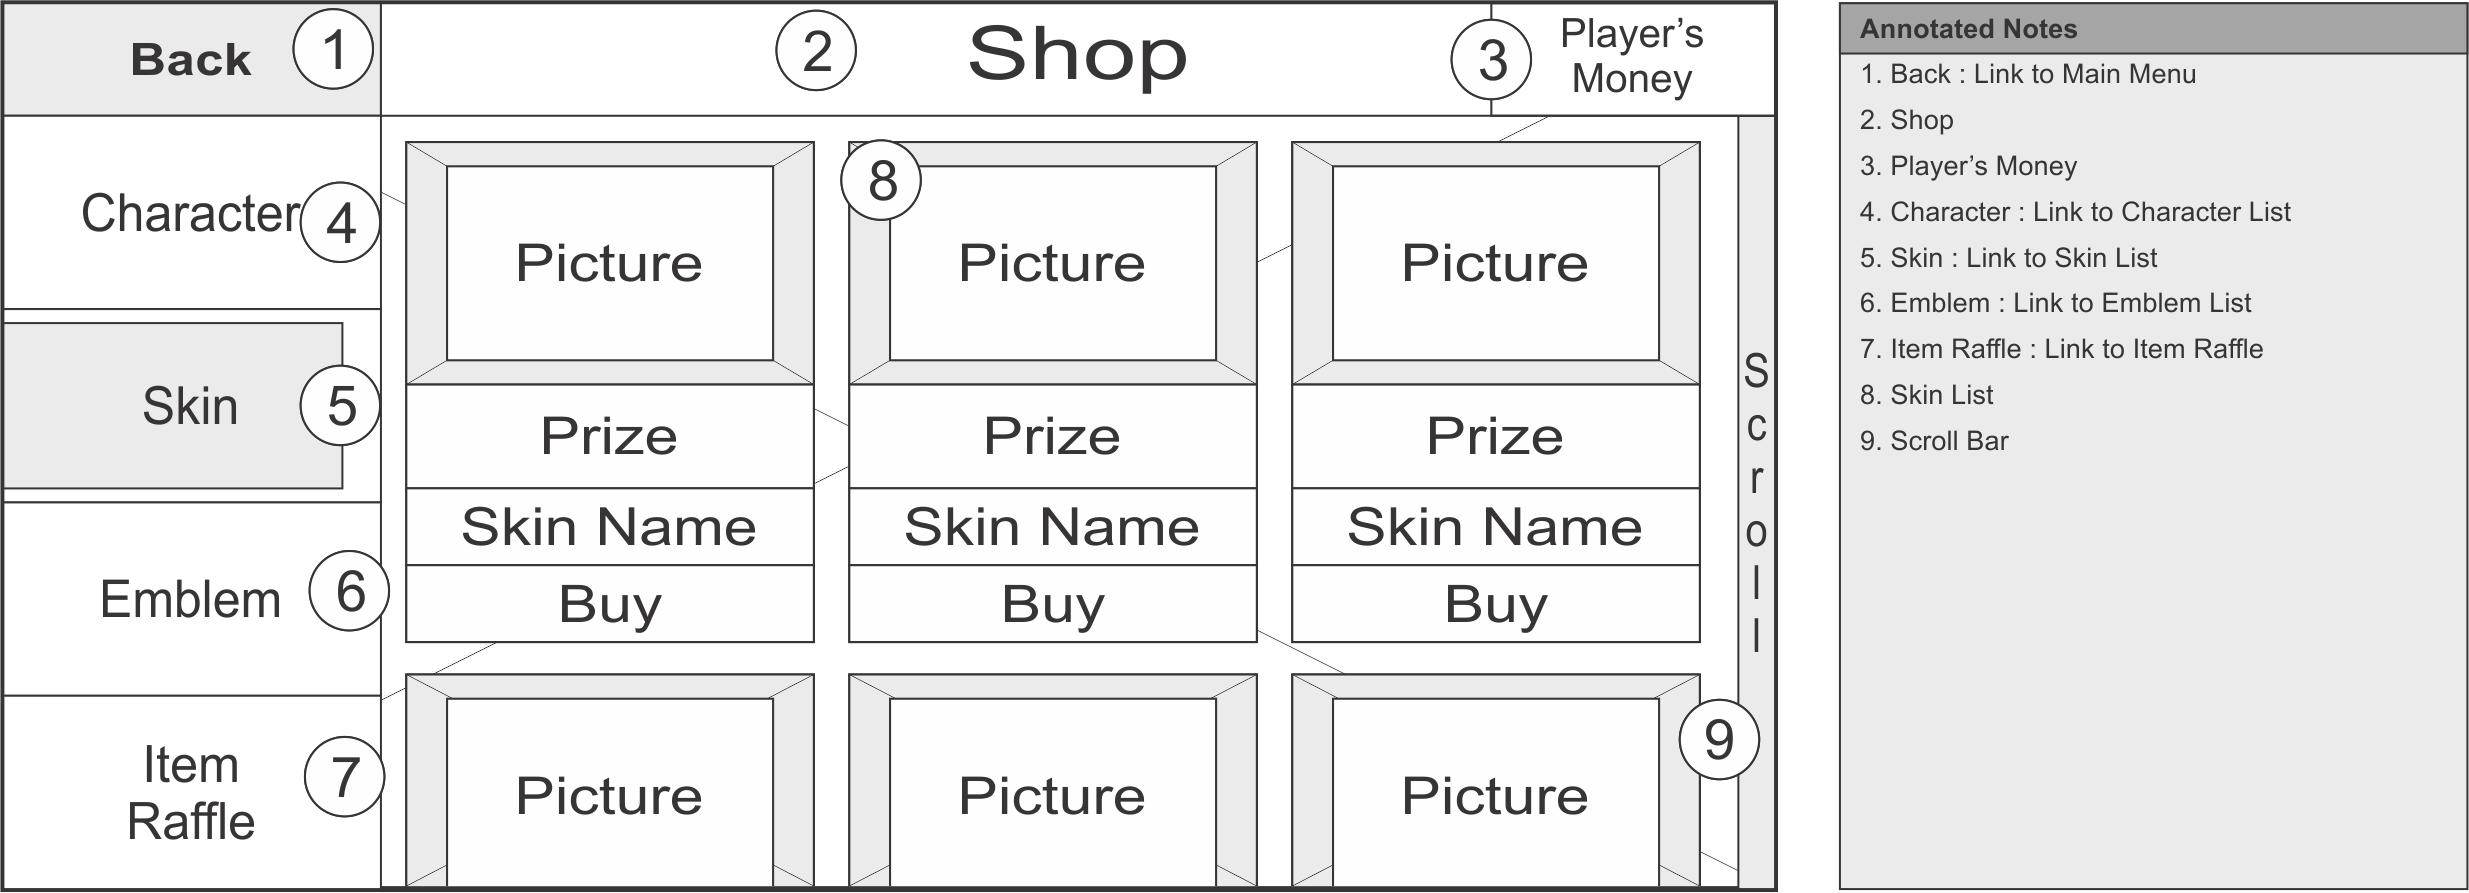 Back
1
2
Shop
3
Player’s
Money
Character
4
Skin
5
Emblem
6
Item
Raffle
7
8
Picture
Picture
Picture
Prize
Prize
Prize
Skin Name
Skin Name
Skin Name
Buy
Buy
Buy
Picture
Picture
Picture
Scroll
9
Annotated Notes
1. Back : Link to Main Menu
2. Shop
3. Player’s Money
4. Character : Link to Character List
5. Skin : Link to Skin List
6. Emblem : Link to Emblem List
7. Item Raffle : Link to Item Raffle
8. Skin List
9. Scroll Bar